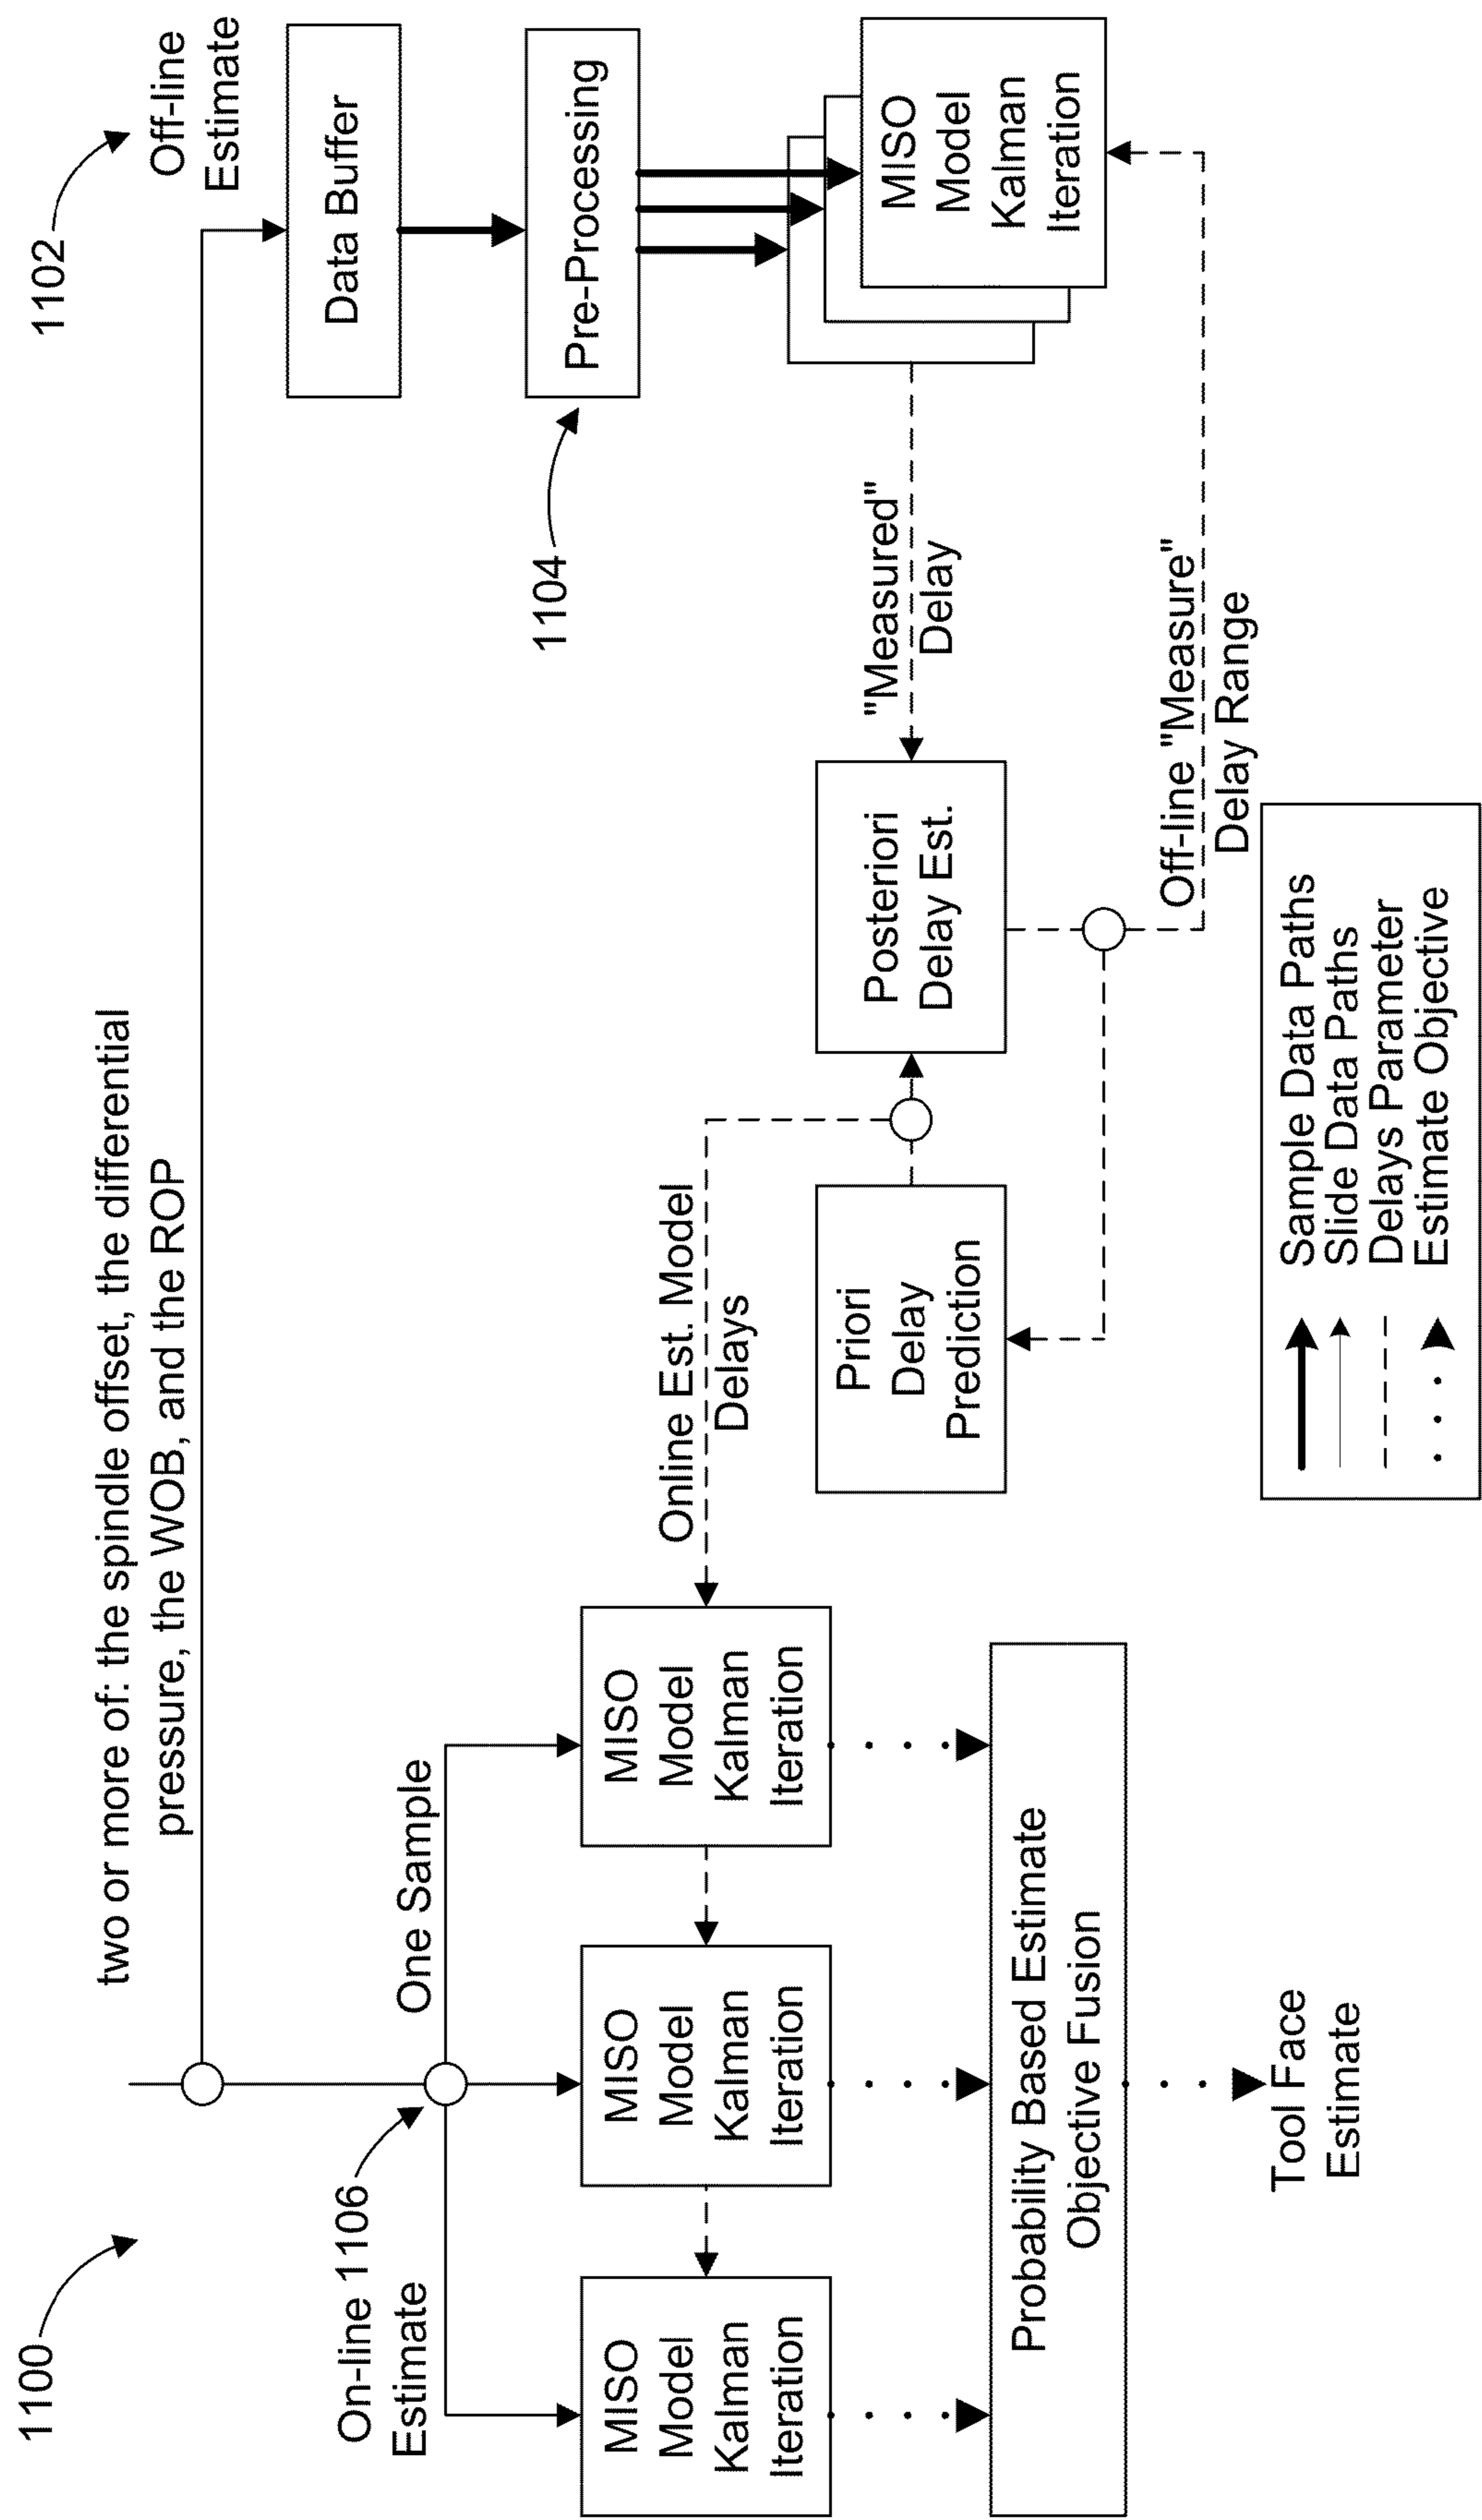 1100
two or more of: the spindle offset, the differential
pressure, the WOB, and the ROP
1102
Off-line
Estimate
On-line 1106
Estimate
One Sample
Data Buffer
Pre-Processing
1104
MISO
Model
Kalman
Iteration
MISO
Model
Kalman
Iteration
MISO
Model
Kalman
Iteration
Online Est. Model
Delays
"Measured"
Delay
MISO
Model
Kalman
Iteration
Priori
Delay
Prediction
Posteriori
Delay Est.
Off-line "Measure"
Delay Range
Probability Based Estimate
Objective Fusion
Tool Face
Estimate
Sample Data Paths
Slide Data Paths
Delays Parameter
Estimate Objective